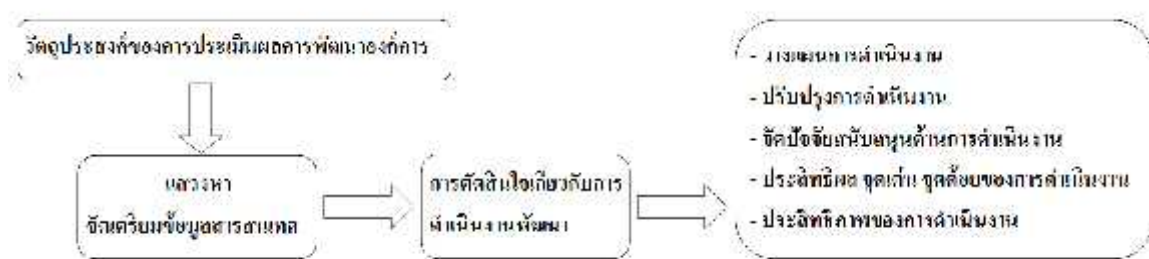 วัตถุประสงค์ของการประเมินผลการพัฒนาองค์การ
แสวงหา
จัดเตรียมข้อมูลสารสนเทศ
การตัดสินใจเกี่ยวกับการ
ดำเนินงานพัฒนา
- วางแผนการดำเนินงาน
- ปรับปรุงการดำเนินงาน
- จัดปัจจัยสนับสนุนด้านการดำเนินงาน
- ประสิทธิผล จุดเด่น จุดด้อยของการดำเนินงาน
- ประสิทธิภาพของการดำเนินงาน